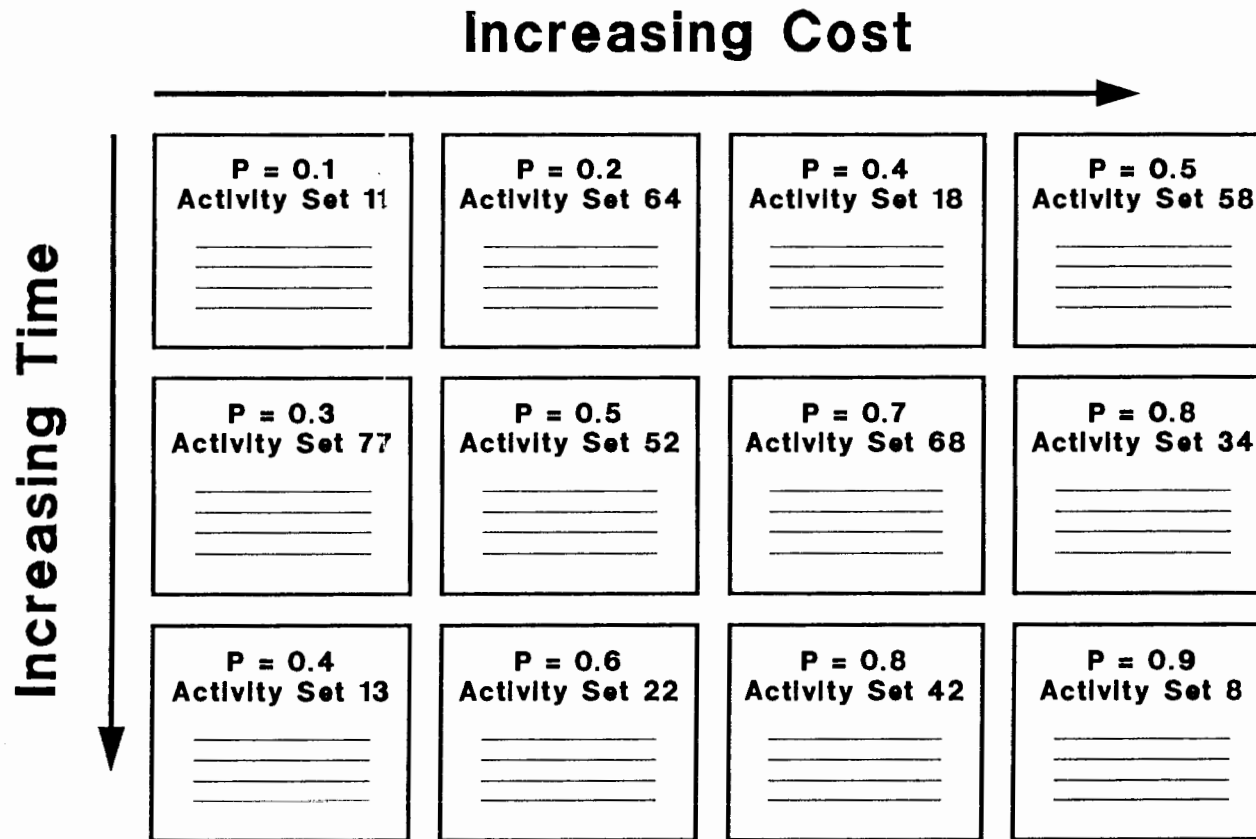 Increasing Cost
Increasing Time
P = 0.1
Activity Set 11
P = 0.2
Activity Set 64
P = 0.4
Activity Set 18
P = 0.5
Activity Set 58
P = 0.3
Activity Set 77
P = 0.5
Activity Set 52
P = 0.7
Activity Set 68
P = 0.8
Activity Set 34
P = 0.4
Activity Set 13
P = 0.6
Activity Set 22
P = 0.8
Activity Set 42
P = 0.9
Activity Set 8